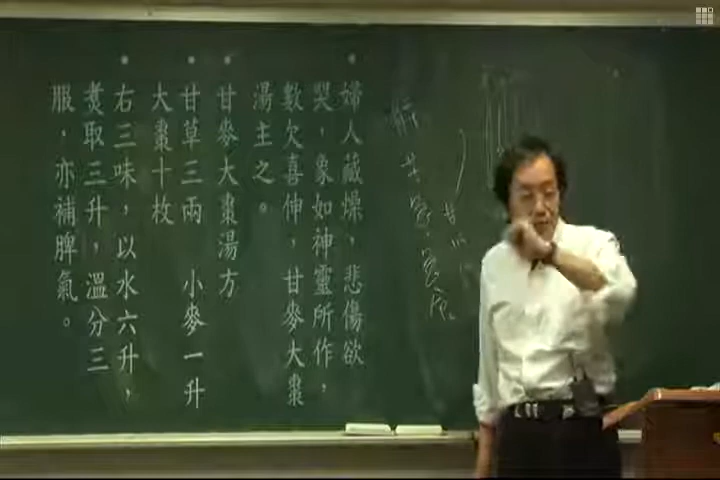 • 婦人藏燥，悲傷欲
哭，象如神靈所作，
數欠喜伸，甘麥大棗
湯主之。
• 甘麥大棗湯方
• 甘草三兩 小麥一升
大棗十枚
• 右三味，以水六升，
煑取三升，溫分三
服，亦補脾氣。